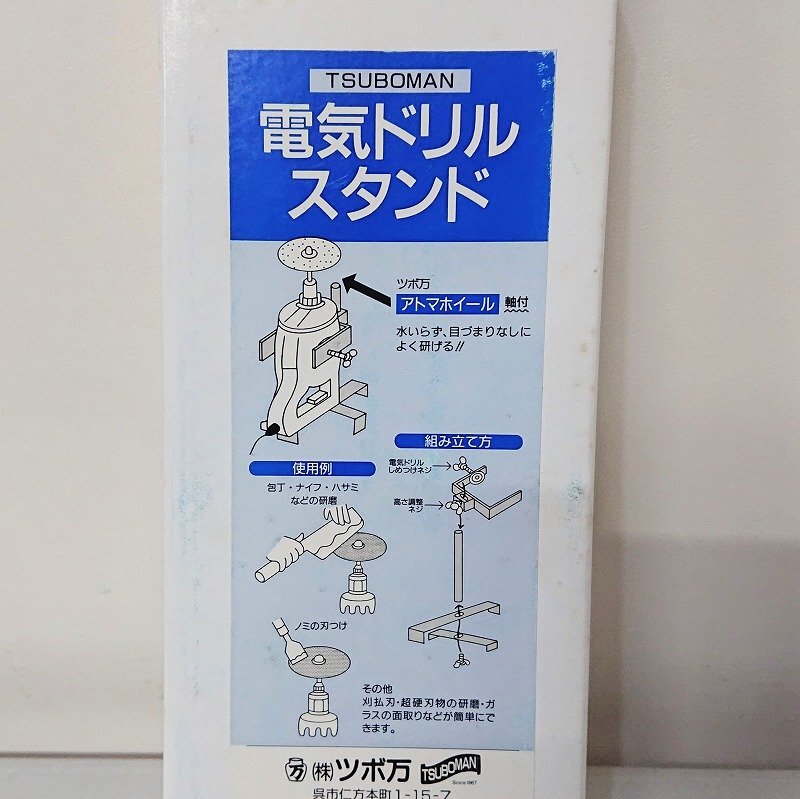 TSUBOMAN
電気ドリル
スタンド
ツボ万
アトマホイール 軸付
水いらず、目づまりなしに
よく研げる!!
組み立て方
電気ドリル
しめつけネジ
高さ調整
ネジ
使用例
包丁・ナイフ・ハサミ
などの研磨
ノミの刃つけ
その他
刈払刃・超硬刃物の研磨・ガ
ラスの面取りなどが簡単にで
きます。
万 (株)ツボ万 TSUBOMAN
Since 1867
呉市仁方本町1-15-7